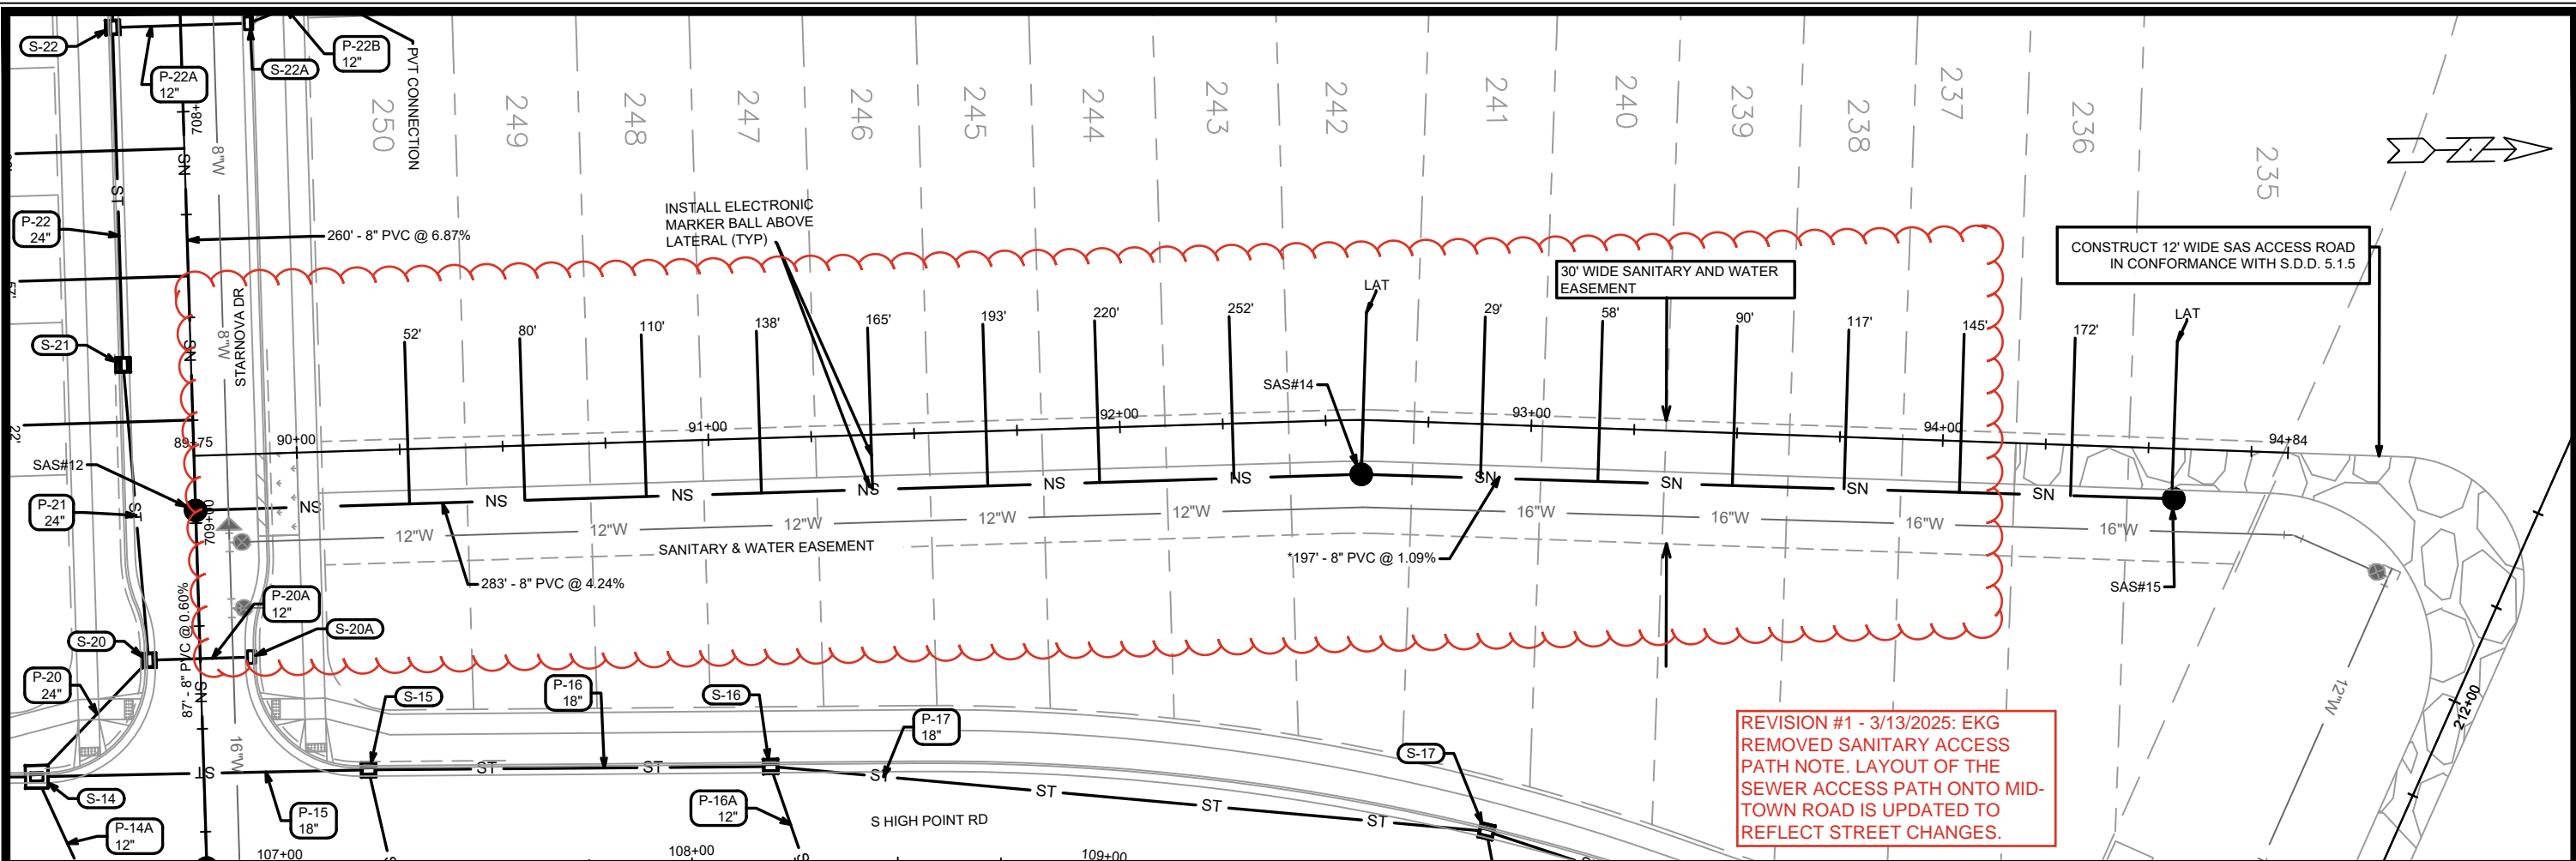 S-22
P-22A
12"
S-22A
P-22B
12"
PVT CONNECTION
708+
SN
8"W
ST
P-22
24"
260' - 8" PVC @ 6.87%
250
249
248
247
246
245
244
243
242
241
240
239
238
237
236
235
INSTALL ELECTRONIC
MARKER BALL ABOVE
LATERAL (TYP)
30' WIDE SANITARY AND WATER
EASEMENT
CONSTRUCT 12' WIDE SAS ACCESS ROAD
IN CONFORMANCE WITH S.D.D. 5.1.5
57'
S-21
SN
8"W
STARNOVA DR
52'
80'
110'
138'
165'
193'
220'
252'
LAT
29'
58'
90'
117'
145'
172'
LAT
22'
89+75
90+00
91+00
92+00
93+00
94+00
94+84
SAS#12
SAS#14
P-21
24"
ST
709+00
NS
NS
NS
NS
NS
NS
SN
SN
SN
SN
12"W
12"W
12"W
12"W
12"W
16"W
16"W
16"W
16"W
SANITARY & WATER EASEMENT
283' - 8" PVC @ 4.24%
*197' - 8" PVC @ 1.09%
SAS#15
87' - 8" PVC @ 0.60%
SN
P-20A
12"
S-20
S-20A
P-20
24"
S-15
P-16
18"
S-16
P-17
18"
S-17
12"W
212+00
16"W
ST
ST
ST
ST
ST
ST
ST
S-14
P-14A
12"
P-15
18"
P-16A
12"
S HIGH POINT RD
107+00
108+00
109+00
REVISION #1 - 3/13/2025: EKG
REMOVED SANITARY ACCESS
PATH NOTE. LAYOUT OF THE
SEWER ACCESS PATH ONTO MID-
TOWN ROAD IS UPDATED TO
REFLECT STREET CHANGES.